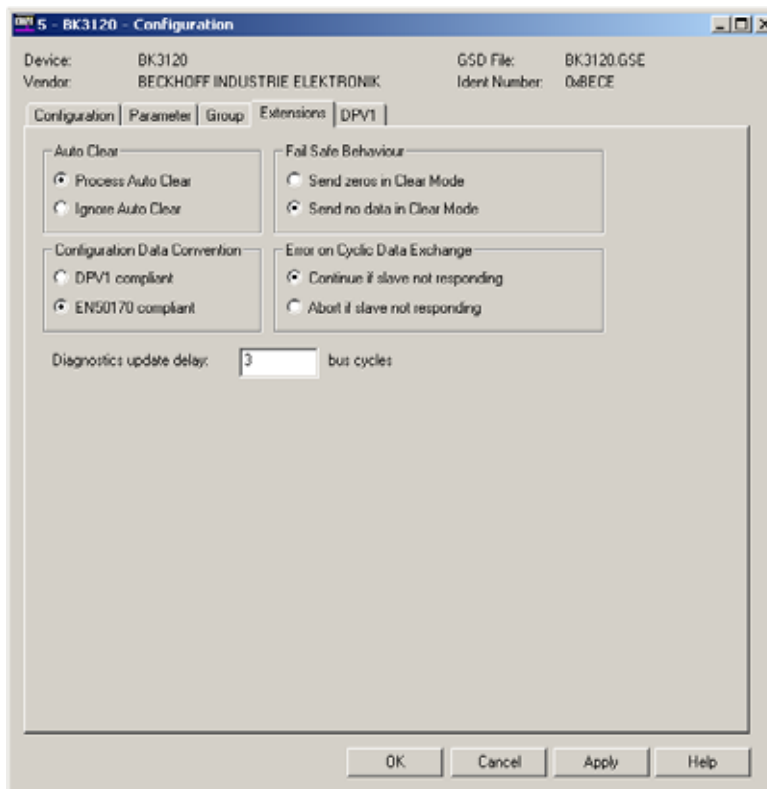 5 - BK3120 - Configuration
Device: BK3120 GSD File: BK3120.GSE
Vendor: BECKHOFF INDUSTRIE ELEKTRONIK Ident Number: 0xBECE
Configuration Parameter Group Extensions DPV1
Auto Clear Fail Safe Behaviour
Process Auto Clear Send zeros in Clear Mode
Ignore Auto Clear Send no data in Clear Mode
Configuration Data Convention Error on Cyclic Data Exchange
DPV1 compliant Continue if slave not responding
EN50170 compliant Abort if slave not responding
Diagnostics update delay: 3 bus cycles
OK Cancel Apply Help